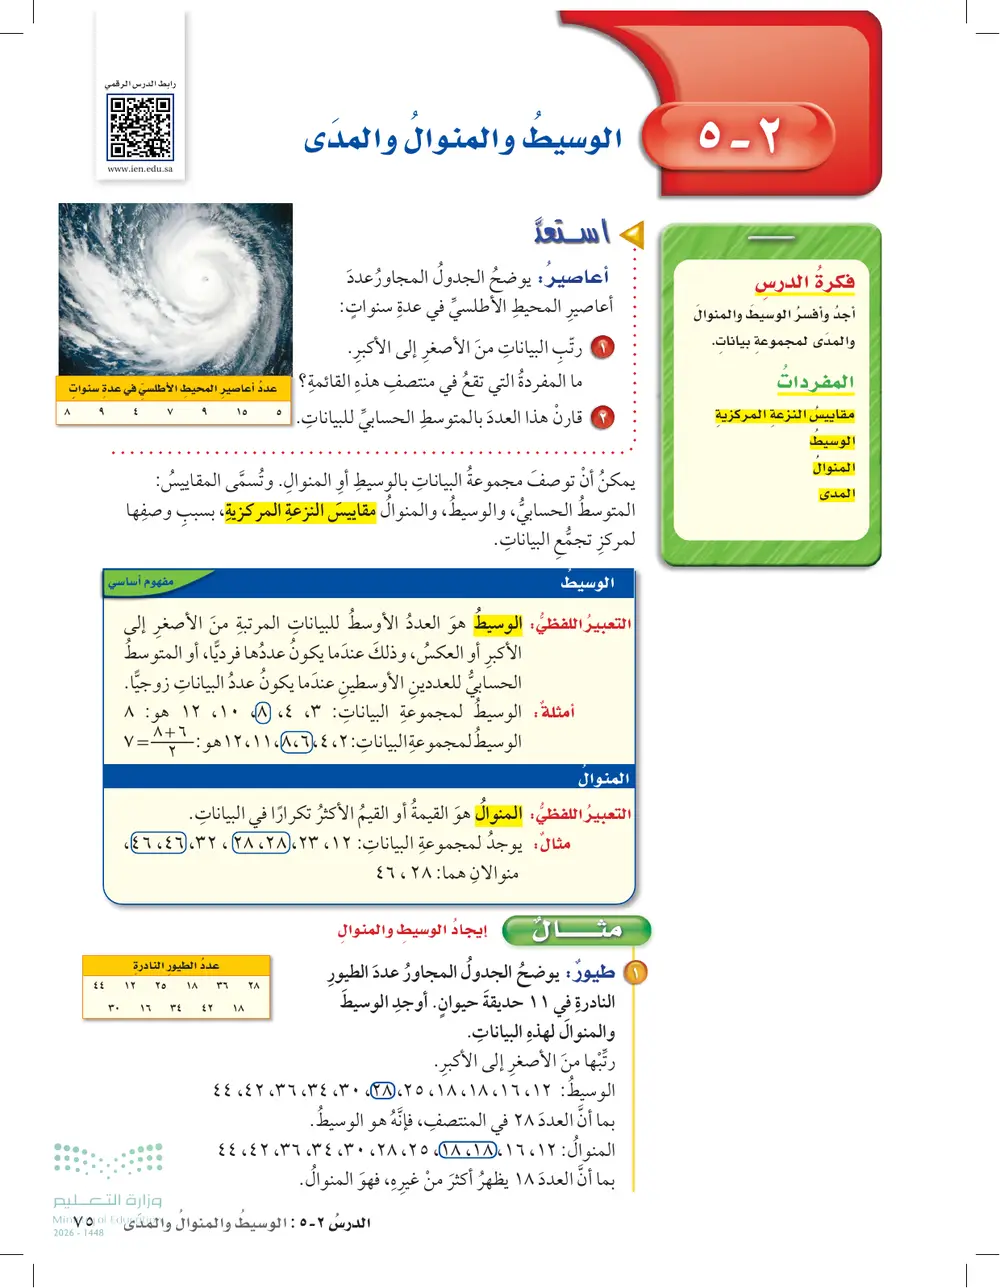 رابط الدرس الرقمي
www.ien.edu.sa
٢ - ٥
الوسيطُ والمنوالُ والمدَى
فكرةُ الدرسِ
أجدُ وأفسرُ الوسيطَ والمنوالَ
والمدَى لمجموعةِ بياناتٍ.
المفرداتُ
مقاييسُ النزعةِ المركزيةِ
الوسيطُ
المنوالُ
المدى
استعدَّ
أعاصيرُ: يوضحُ الجدولُ المجاورُ عددَ
أعاصيرِ المحيطِ الأطلسيِّ في عدةِ سنواتٍ:
١ رتّبِ البياناتِ منَ الأصغرِ إلى الأكبرِ.
ما المفردةُ التي تقعُ في منتصفِ هذهِ القائمةِ؟
٢ قارنْ هذا العددَ بالمتوسطِ الحسابيِّ للبياناتِ.
عددُ أعاصيرِ المحيطِ الأطلسيِّ في عدةِ سنواتٍ
٥ ١٥ ٩ ٧ ٤ ٩ ٨
يمكنُ أنْ توصفَ مجموعةُ البياناتِ بالوسيطِ أوِ المنوالِ. وتُسمَّى المقاييسُ:
المتوسطُ الحسابيُّ، والوسيطُ، والمنوالُ مقاييسَ النزعةِ المركزيةِ، بسببِ وصفِها
لمركزِ تجمُّعِ البياناتِ.
الوسيطُ
مفهوم أساسي
التعبيرُ اللفظيُّ: الوسيطُ هوَ العددُ الأوسطُ للبياناتِ المرتبةِ منَ الأصغرِ إلى
الأكبرِ أو العكسُ، وذلكَ عندَما يكونُ عددُها فرديًّا، أو المتوسطُ
الحسابيُّ للعددينِ الأوسطينِ عندَما يكونُ عددُ البياناتِ زوجيًّا.
أمثلةٌ: الوسيطُ لمجموعةِ البياناتِ: ٣، ٤، ٨، ١٠، ١٢ هو: ٨
الوسيطُ لمجموعةِ البياناتِ: ٢، ٤، ٦، ٨، ١١، ١٢ هو: ٦+٨ / ٢ = ٧
المنوالُ
التعبيرُ اللفظيُّ: المنوالُ هوَ القيمةُ أو القيمُ الأكثرُ تكرارًا في البياناتِ.
مثالٌ: يوجدُ لمجموعةِ البياناتِ: ١٢، ٢٣، ٢٨، ٢٨، ٣٢، ٤٦، ٤٦،
منوالانِ هما: ٢٨، ٤٦
مثـالٌ إيجادُ الوسيطِ والمنوالِ
١ طيورٌ: يوضحُ الجدولُ المجاورُ عددَ الطيورِ
النادرةِ في ١١ حديقةَ حيوانٍ. أوجدِ الوسيطَ
والمنوالَ لهذهِ البياناتِ.
عددُ الطيورِ النادرةِ
٢٨ ٣٦ ١٨ ٢٥ ١٢ ٤٤
١٨ ٤٢ ٣٤ ١٦ ٣٠
رتِّبْها منَ الأصغرِ إلى الأكبرِ.
الوسيطُ: ١٢، ١٦، ١٨، ١٨، ٢٥، ٢٨، ٣٠، ٣٤، ٣٦، ٤٢، ٤٤
بما أنَّ العددَ ٢٨ في المنتصفِ، فإنَّهُ هو الوسيطُ.
المنوالُ: ١٢، ١٦، ١٨، ١٨، ٢٥، ٢٨، ٣٠، ٣٤، ٣٦، ٤٢، ٤٤
بما أنَّ العددَ ١٨ يظهرُ أكثرَ منْ غيرِهِ، فهوَ المنوالُ.
الدرسُ ٢-٥ : الوسيطُ والمنوالُ والمدَى ٧٥
وزارة التعليم
Ministry of Education
2026 - 1448